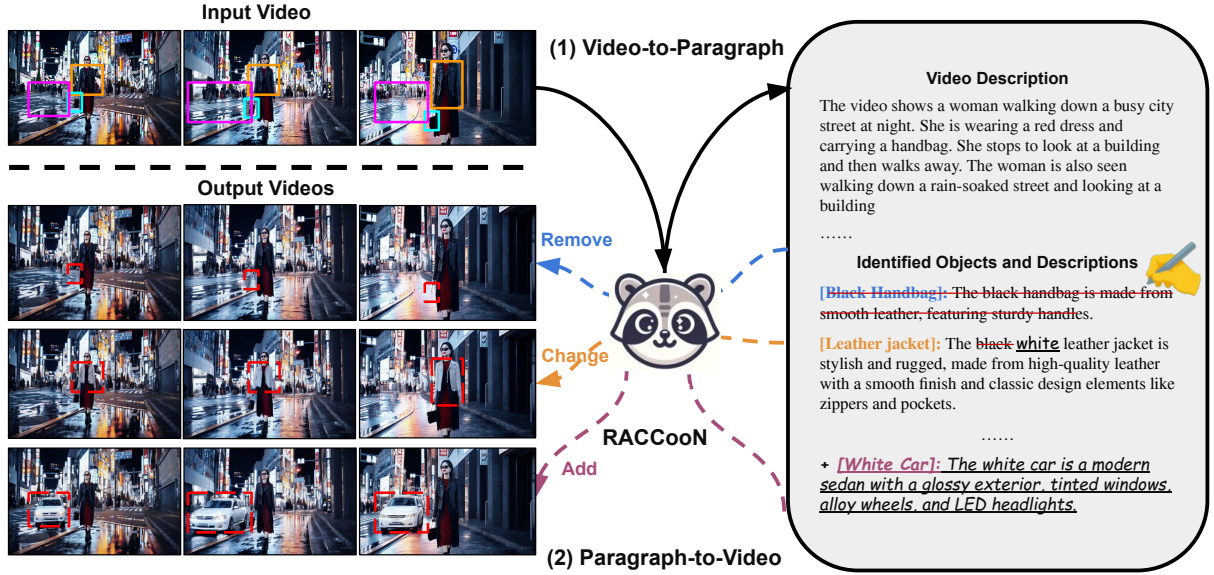 Input Video
(1) Video-to-Paragraph
Output Videos
Remove
Change
RACCooN
Add
(2) Paragraph-to-Video
Video Description
The video shows a woman walking down a busy city
street at night. She is wearing a red dress and
carrying a handbag. She stops to look at a building
and then walks away. The woman is also seen
walking down a rain-soaked street and looking at a
building
......
Identified Objects and Descriptions
[Black Handbag]: The black handbag is made from
smooth leather, featuring sturdy handles.
[Leather jacket]: The black white leather jacket is
stylish and rugged, made from high-quality leather
with a smooth finish and classic design elements like
zippers and pockets.
......
+ [White Car]: The white car is a modern
sedan with a glossy exterior, tinted windows,
alloy wheels, and LED headlights.